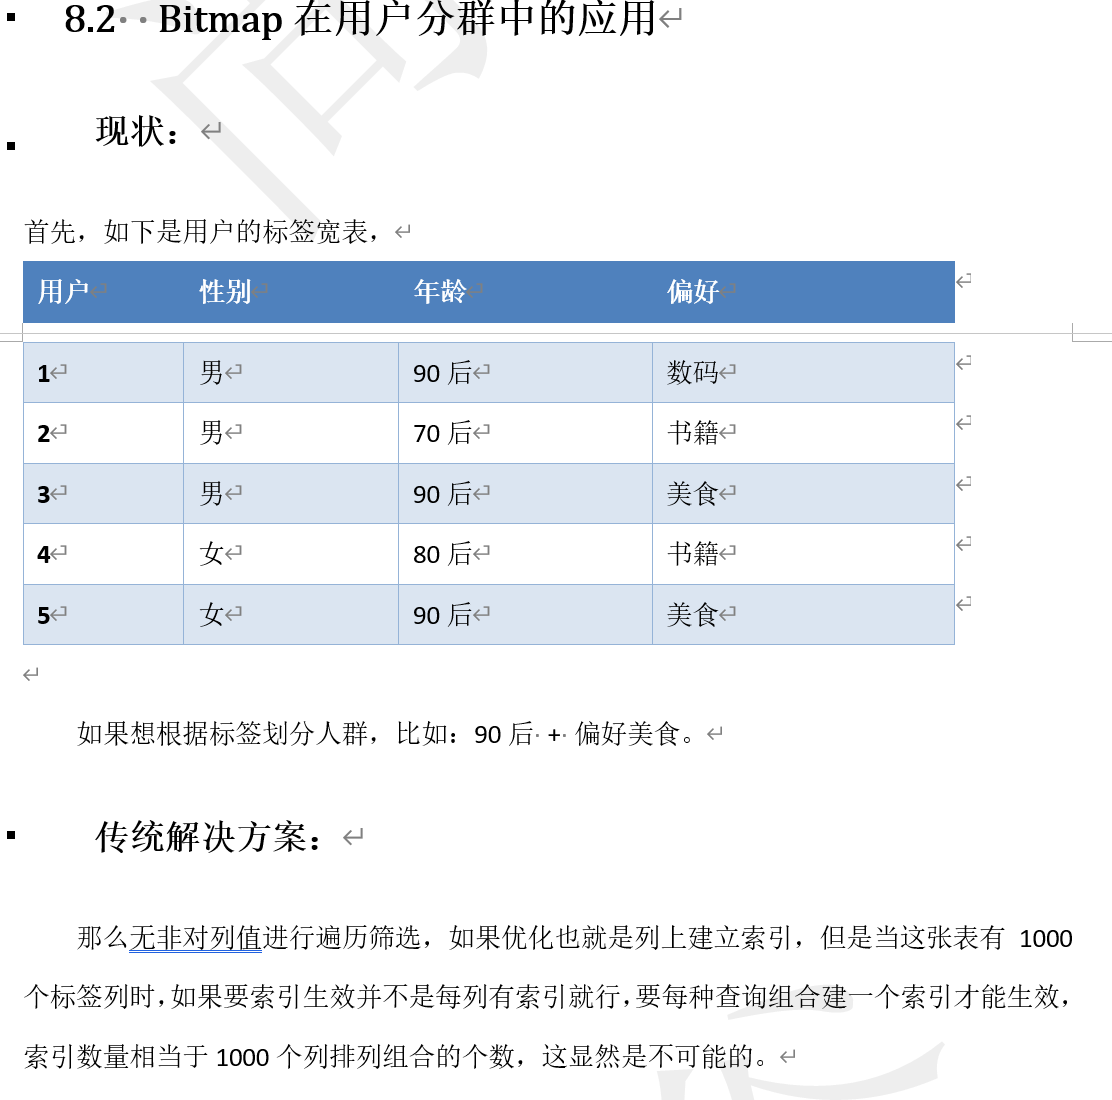 8.2 Bitmap 在用户分群中的应用
现状：
首先，如下是用户的标签宽表，
用户 性别 年龄 偏好
1 男 90 后 数码
2 男 70 后 书籍
3 男 90 后 美食
4 女 80 后 书籍
5 女 90 后 美食
如果想根据标签划分人群，比如：90 后 + 偏好美食。
传统解决方案：
那么无非对列值进行遍历筛选，如果优化也就是列上建立索引，但是当这张表有 1000
个标签列时，如果要索引生效并不是每列有索引就行，要每种查询组合建一个索引才能生效，
索引数量相当于 1000 个列排列组合的个数，这显然是不可能的。